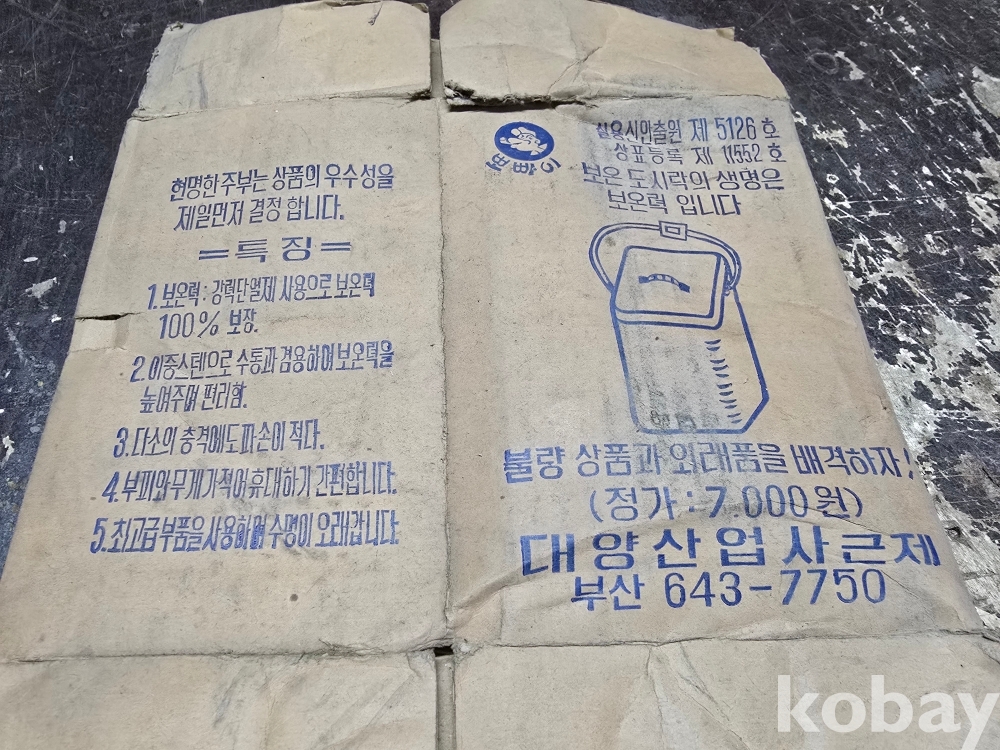 현명한 주부는 상품의 우수성을
제일먼저 결정 합니다.
=특징=
1. 보온력 : 강력단열제 사용으로 보온력
100% 보장.
2. 이중스텐으로 수통과 겸용하여 보온력을
높여주며 편리함.
3. 다소의 충격에도 파손이 적다.
4. 부피와 무게가 적어 휴대하기 간편합니다.
5. 최고급 부품을 사용하며 수명이 오래갑니다.
실용신안출원 제 5126 호
상표등록 제 11552 호
보온 도시락의 생명은
보온력 입니다
불량 상품과 외래품을 배격하자!
(정가 : 7.000원)
대양산업사 근제
부산 643-7750
kobay